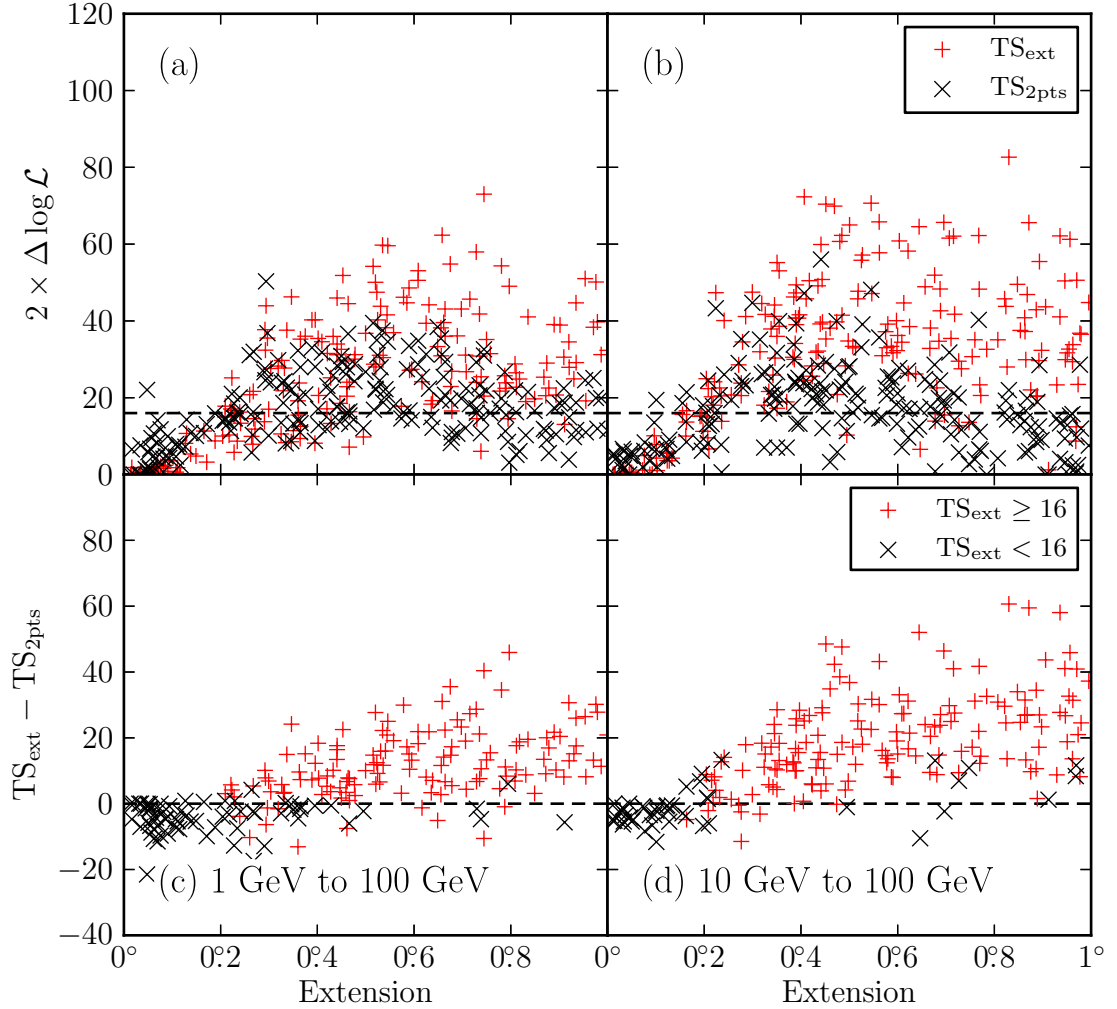 120
100
80
60
40
20
0
2 × Δ log ℒ
(a)
(b)
TS_ext
TS_2pts
80
60
40
20
0
−20
−40
TS_ext − TS_2pts
TS_ext ≥ 16
TS_ext < 16
(c) 1 GeV to 100 GeV
(d) 10 GeV to 100 GeV
0° 0°.2 0°.4 0°.6 0°.8 0° 0°.2 0°.4 0°.6 0°.8 1°
Extension
Extension